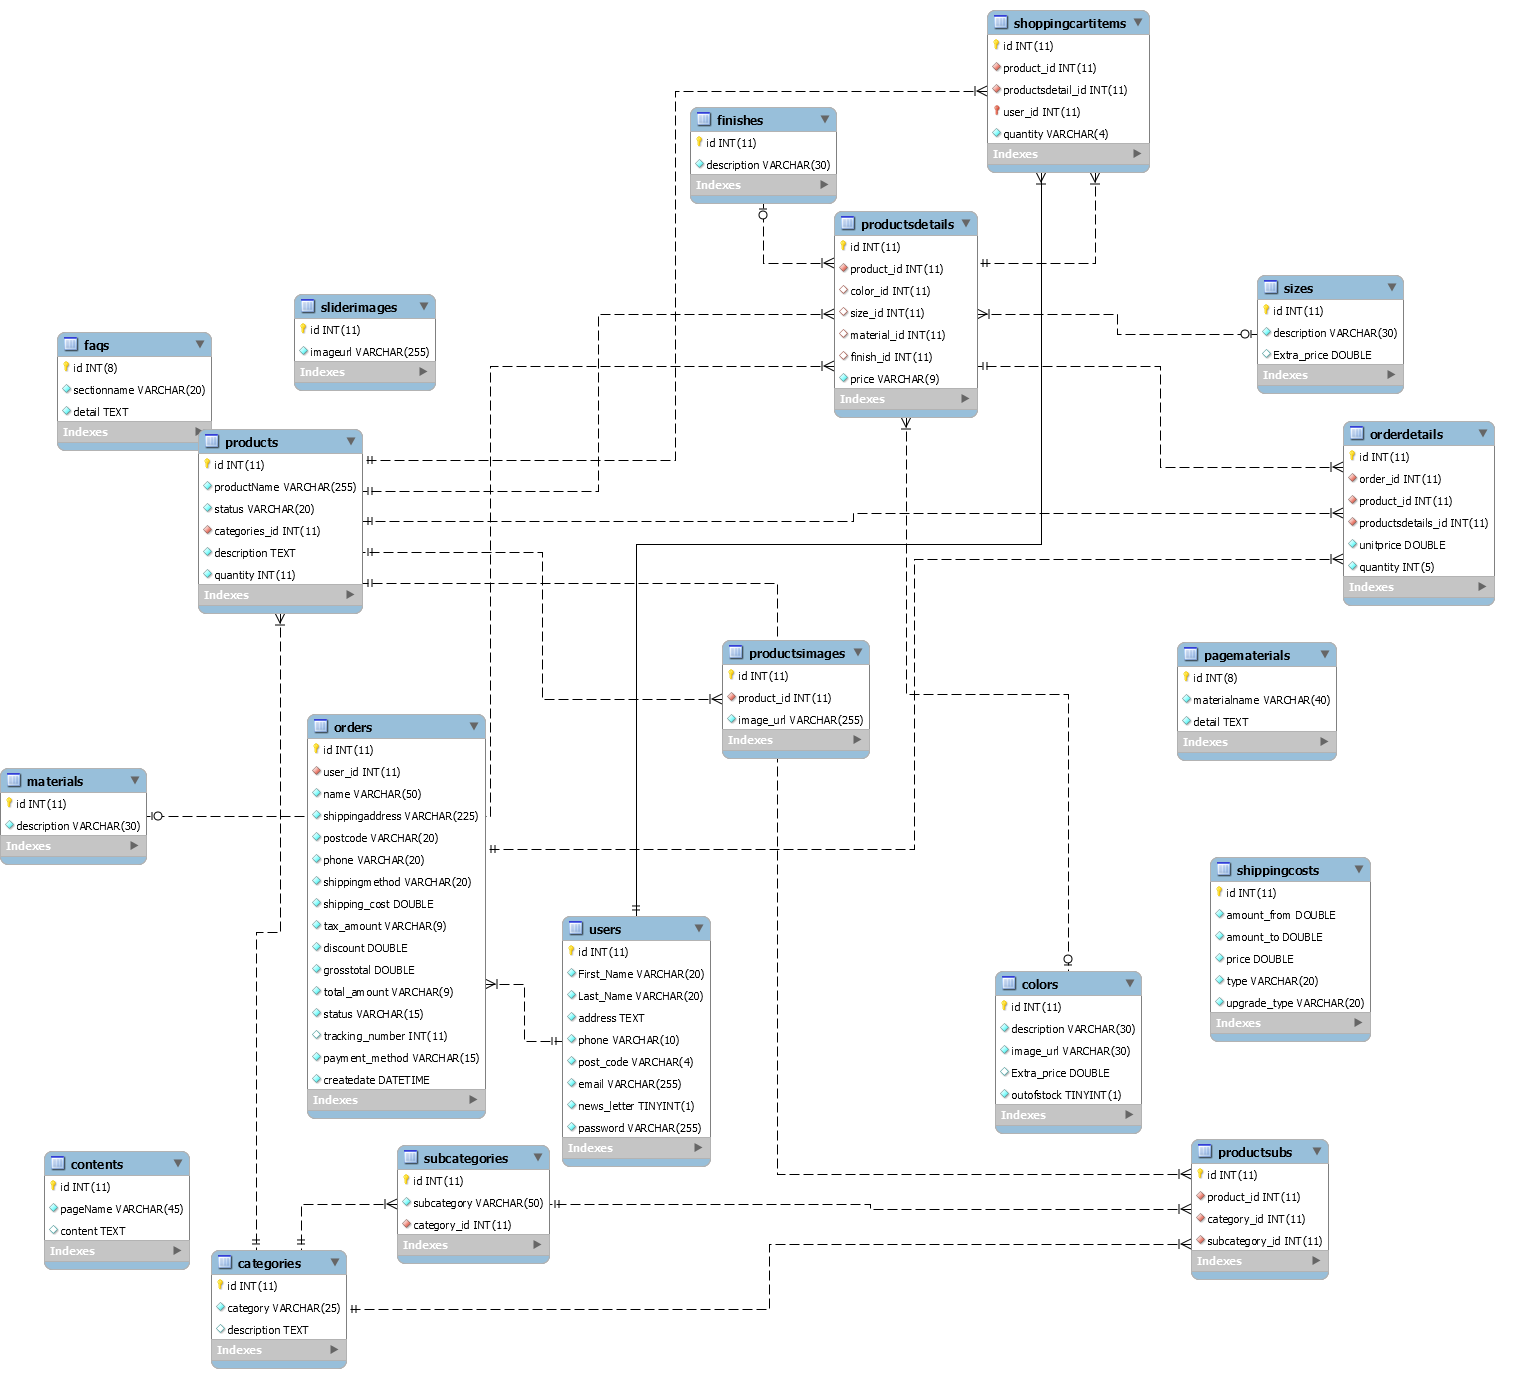 shoppingcartitems
id INT(11)
product_id INT(11)
productsdetail_id INT(11)
user_id INT(11)
quantity VARCHAR(4)
Indexes
finishes
id INT(11)
description VARCHAR(30)
Indexes
productsdetails
id INT(11)
product_id INT(11)
color_id INT(11)
size_id INT(11)
material_id INT(11)
finish_id INT(11)
price VARCHAR(9)
Indexes
sizes
id INT(11)
description VARCHAR(30)
Extra_price DOUBLE
Indexes
sliderimages
id INT(11)
imageurl VARCHAR(255)
Indexes
faqs
id INT(8)
sectionname VARCHAR(20)
detail TEXT
Indexes
products
id INT(11)
productName VARCHAR(255)
status VARCHAR(20)
categories_id INT(11)
description TEXT
quantity INT(11)
Indexes
orderdetails
id INT(11)
order_id INT(11)
product_id INT(11)
productsdetails_id INT(11)
unitprice DOUBLE
quantity INT(5)
Indexes
productsimages
id INT(11)
product_id INT(11)
image_url VARCHAR(255)
Indexes
pagematerials
id INT(8)
materialname VARCHAR(40)
detail TEXT
Indexes
orders
id INT(11)
user_id INT(11)
name VARCHAR(50)
shippingaddress VARCHAR(225)
postcode VARCHAR(20)
phone VARCHAR(20)
shippingmethod VARCHAR(20)
shipping_cost DOUBLE
tax_amount VARCHAR(9)
discount DOUBLE
grosstotal DOUBLE
total_amount VARCHAR(9)
status VARCHAR(15)
tracking_number INT(11)
payment_method VARCHAR(15)
createdate DATETIME
Indexes
materials
id INT(11)
description VARCHAR(30)
Indexes
shippingcosts
id INT(11)
amount_from DOUBLE
amount_to DOUBLE
price DOUBLE
type VARCHAR(20)
upgrade_type VARCHAR(20)
Indexes
users
id INT(11)
First_Name VARCHAR(20)
Last_Name VARCHAR(20)
address TEXT
phone VARCHAR(10)
post_code VARCHAR(4)
email VARCHAR(255)
news_letter TINYINT(1)
password VARCHAR(255)
Indexes
colors
id INT(11)
description VARCHAR(30)
image_url VARCHAR(30)
Extra_price DOUBLE
outofstock TINYINT(1)
Indexes
contents
id INT(11)
pageName VARCHAR(45)
content TEXT
Indexes
subcategories
id INT(11)
subcategory VARCHAR(50)
category_id INT(11)
Indexes
productsubs
id INT(11)
product_id INT(11)
category_id INT(11)
subcategory_id INT(11)
Indexes
categories
id INT(11)
category VARCHAR(25)
description TEXT
Indexes